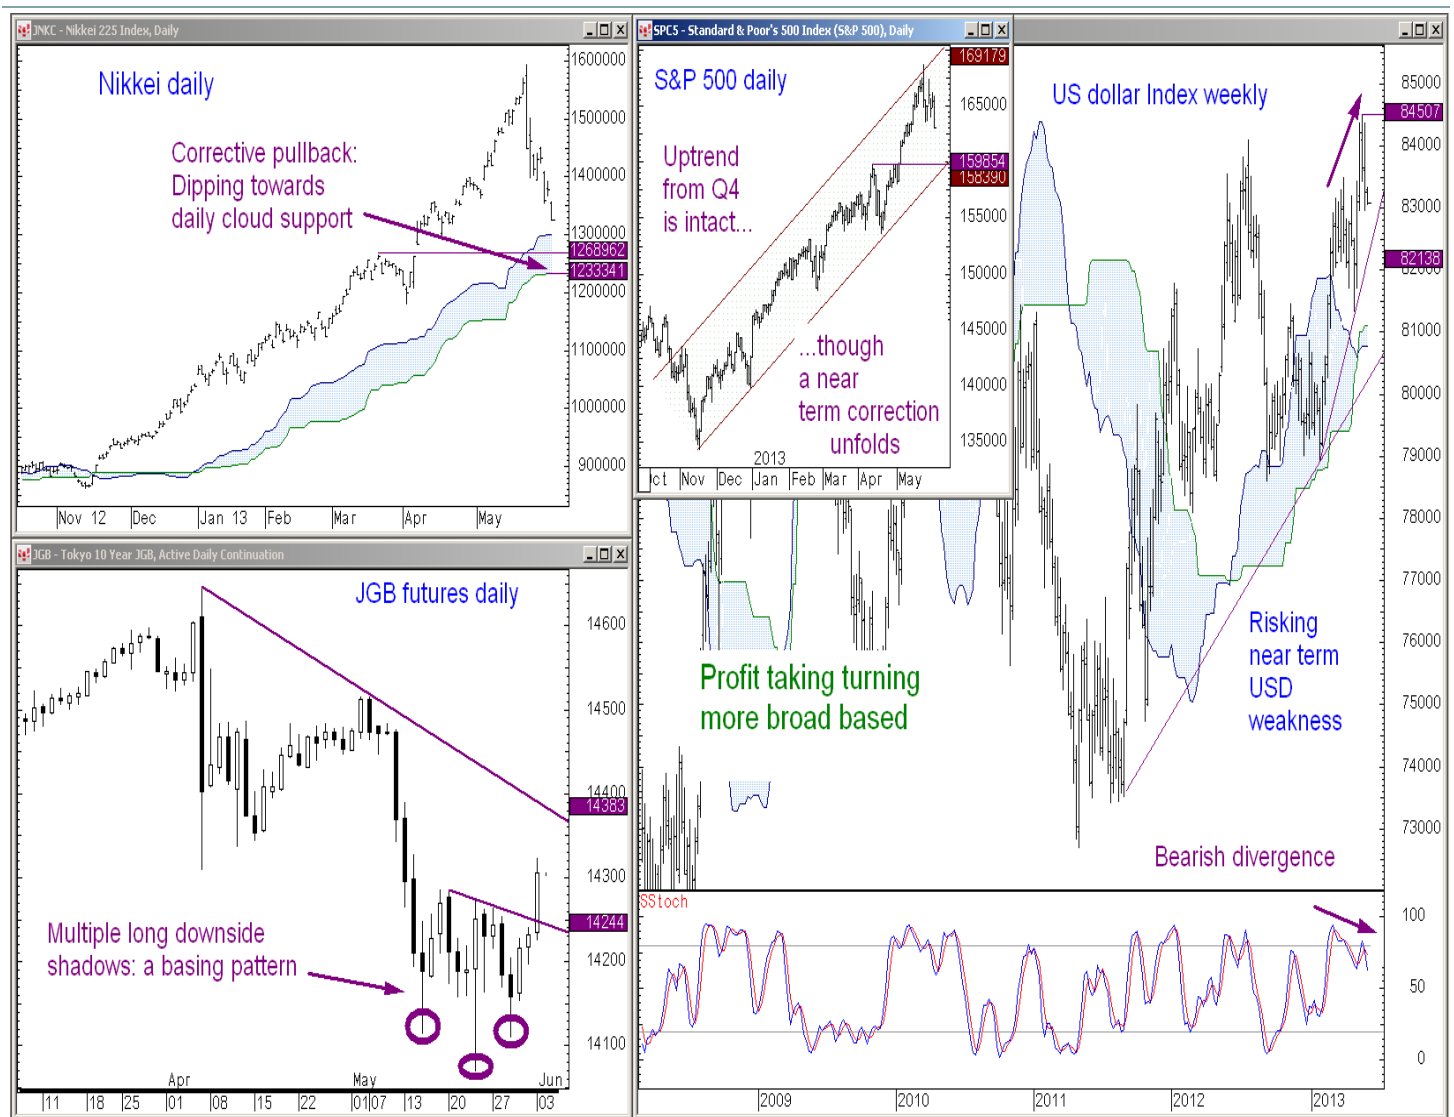 JNKC - Nikkei 225 Index, Daily
Nikkei daily
Corrective pullback:
Dipping towards
daily cloud support
1600000
1500000
1400000
1300000
1268962
1233341
1200000
1100000
1000000
900000
Nov 12 Dec Jan 13 Feb Mar Apr May
SPC5 - Standard & Poor's 500 Index (S&P 500), Daily
S&P 500 daily
Uptrend
from Q4
is intact...
...though
a near
term correction
unfolds
169179
165000
159854
158390
155000
150000
145000
140000
135000
2013
Oct Nov Dec Jan Feb Mar Apr May
US dollar Index weekly
85000
84507
84000
83000
82138
82000
81000
80000
79000
78000
77000
76000
75000
74000
73000
Profit taking turning
more broad based
Risking
near term
USD
weakness
Bearish divergence
SStoch
100
50
0
2009 2010 2011 2012 2013
JGB - Tokyo 10 Year JGB, Active Daily Continuation
JGB futures daily
Multiple long downside
shadows: a basing pattern
14600
14500
14400
14383
14300
14244
14200
14100
Apr May Jun
11 18 25 01 08 15 22 01 07 13 20 27 03